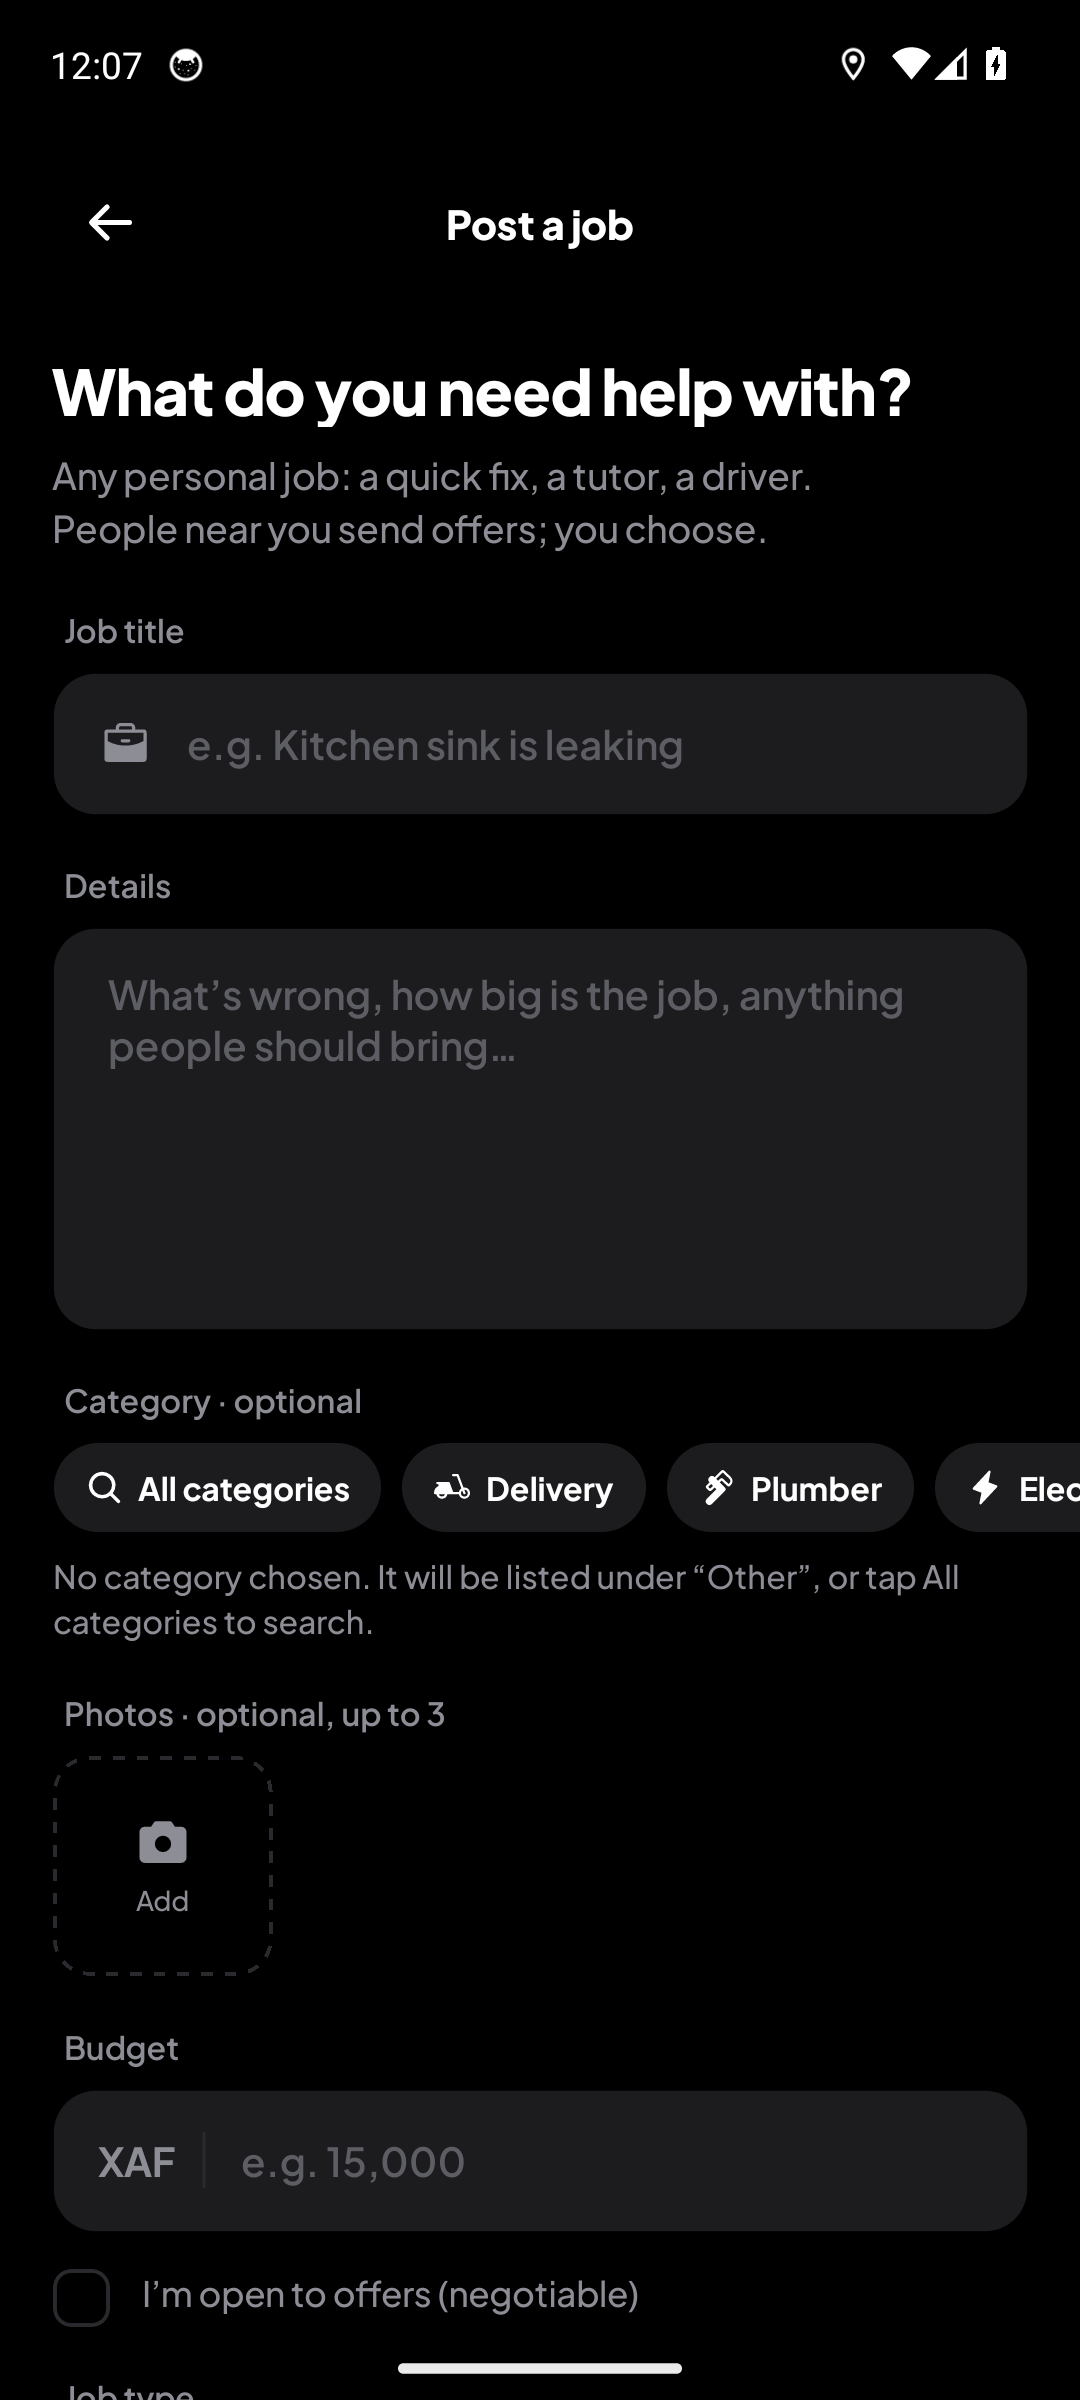 12:07
Post a job
What do you need help with?
Any personal job: a quick fix, a tutor, a driver.
People near you send offers; you choose.
Job title
e.g. Kitchen sink is leaking
Details
What’s wrong, how big is the job, anything
people should bring…
Category · optional
All categories
Delivery
Plumber
Elec
No category chosen. It will be listed under “Other”, or tap All
categories to search.
Photos · optional, up to 3
Add
Budget
XAF
e.g. 15,000
I’m open to offers (negotiable)
Job type